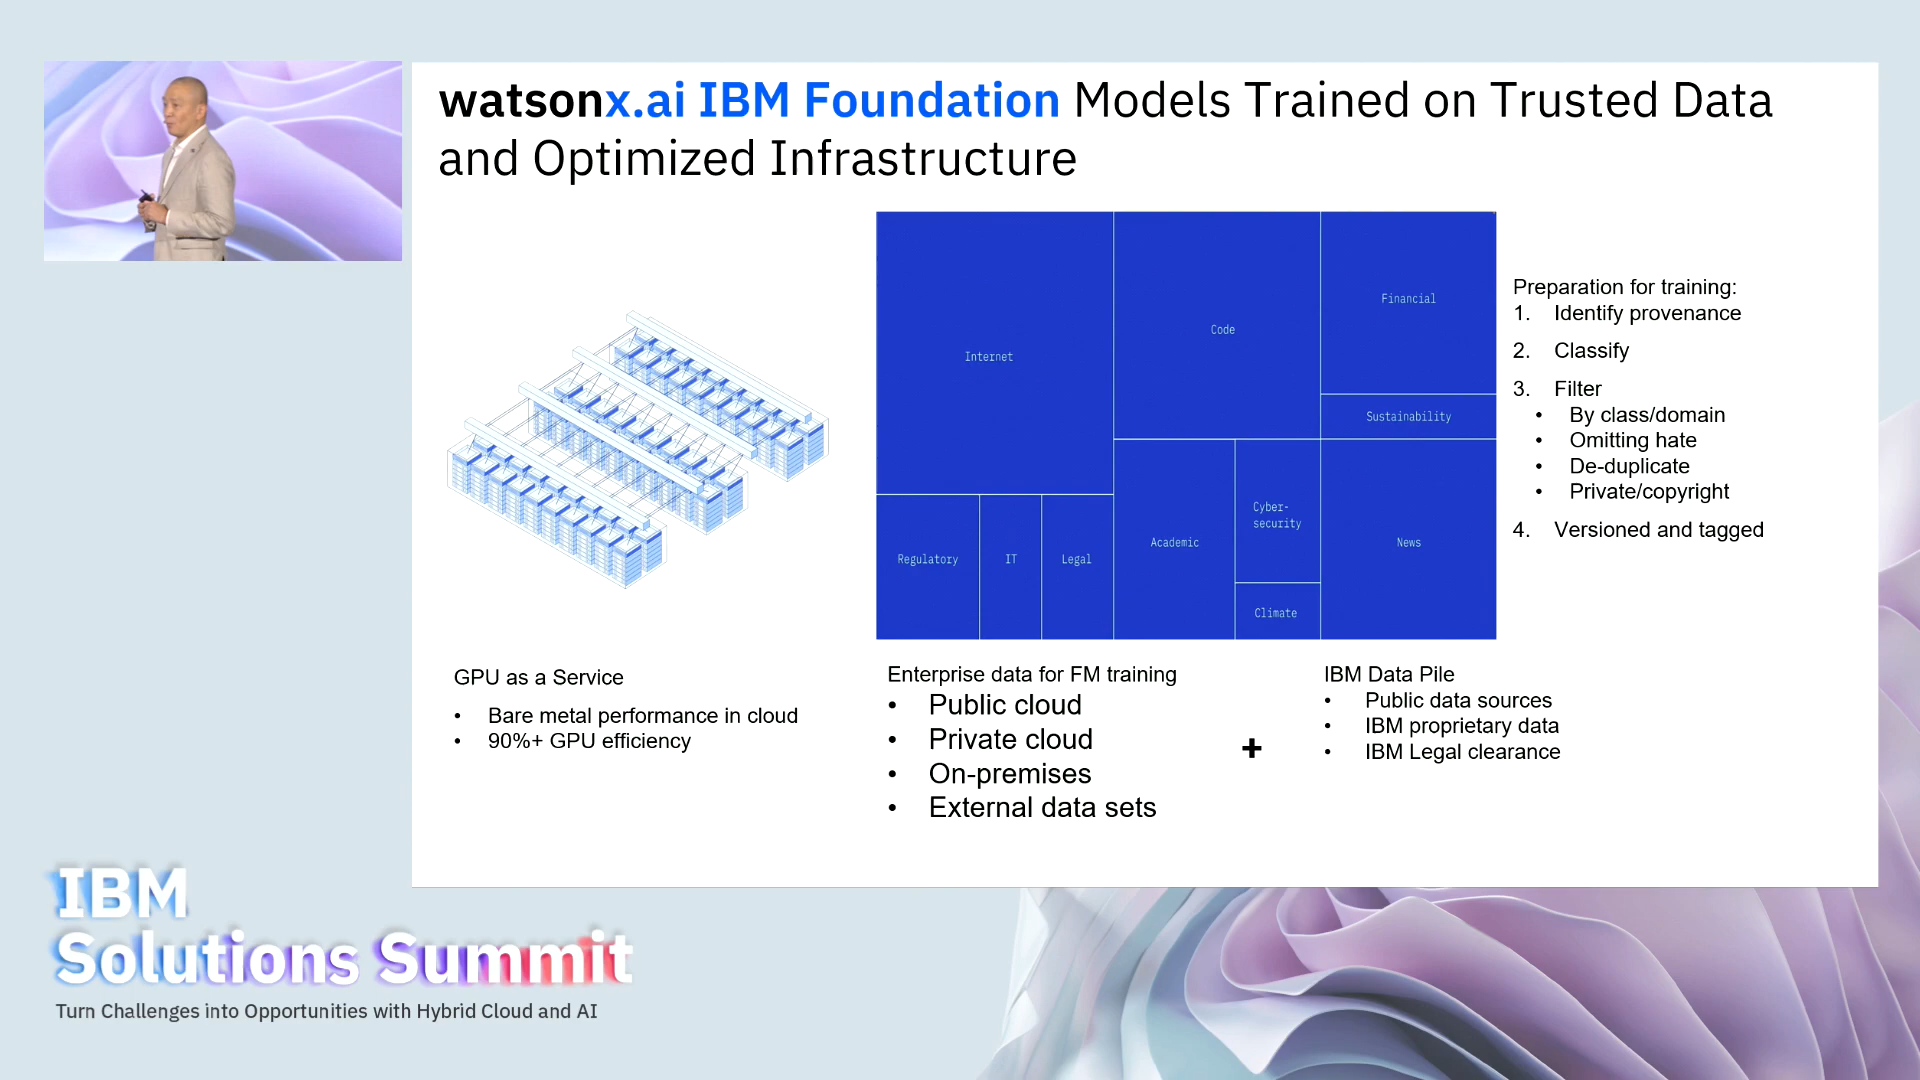 watsonx.ai IBM Foundation Models Trained on Trusted Data
and Optimized Infrastructure
Internet
Code
Financial
Sustainability
Regulatory
IT
Legal
Academic
Cyber-
security
Climate
News
Preparation for training:
1. Identify provenance
2. Classify
3. Filter
• By class/domain
• Omitting hate
• De-duplicate
• Private/copyright
4. Versioned and tagged
GPU as a Service
• Bare metal performance in cloud
• 90%+ GPU efficiency
Enterprise data for FM training
• Public cloud
• Private cloud
• On-premises
• External data sets
+
IBM Data Pile
• Public data sources
• IBM proprietary data
• IBM Legal clearance
IBM
Solutions Summit
Turn Challenges into Opportunities with Hybrid Cloud and AI